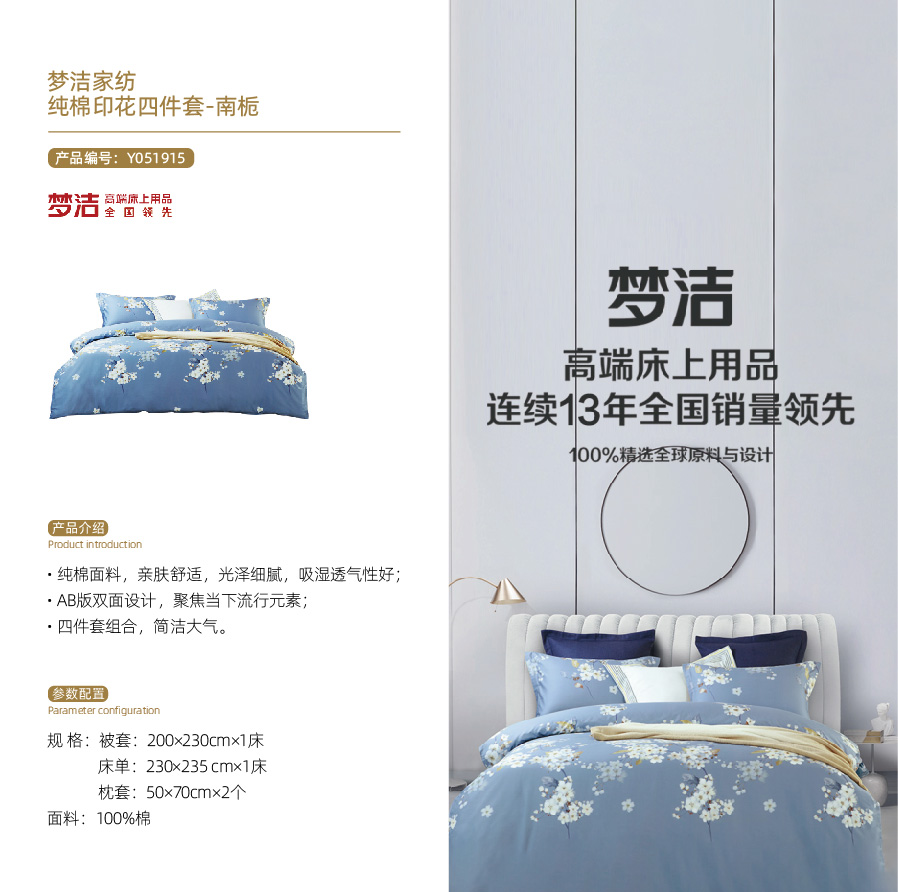 梦洁家纺
纯棉印花四件套-南栀
产品编号：Y051915
梦洁
高端床上用品
全国领先
产品介绍
Product introduction
• 纯棉面料，亲肤舒适，光泽细腻，吸湿透气性好；
• AB版双面设计，聚焦当下流行元素；
• 四件套组合，简洁大气。
参数配置
Parameter configuration
规 格：被套：200×230cm×1床
床单：230×235 cm×1床
枕套：50×70cm×2个
面料：100%棉
梦洁
高端床上用品
连续13年全国销量领先
100%精选全球原料与设计